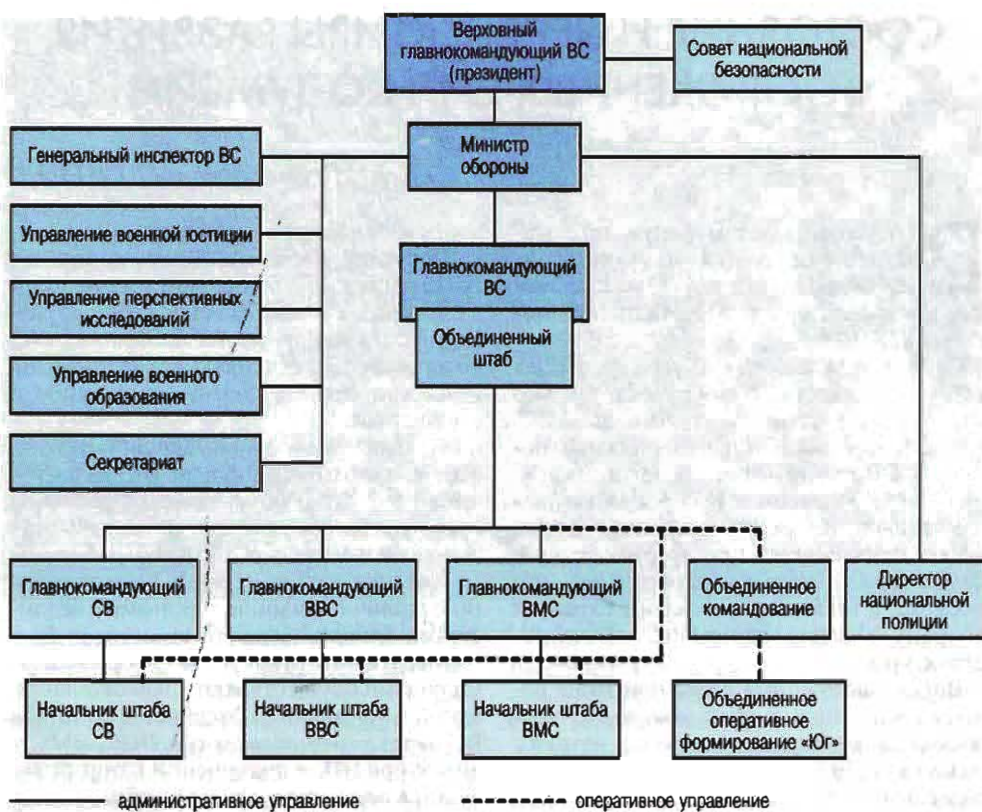 Верховный
главнокомандующий ВС
(президент)
Совет национальной
безопасности
Генеральный инспектор ВС
Министр
обороны
Управление военной юстиции
Главнокомандующий
ВС
Управление перспективных
исследований
Объединенный
штаб
Управление военного
образования
Секретариат
Главнокомандующий
СВ
Главнокомандующий
ВВС
Главнокомандующий
ВМС
Объединенное
командование
Директор
национальной
полиции
Начальник штаба
СВ
Начальник штаба
ВВС
Начальник штаба
ВМС
Объединенное
оперативное
формирование «Юг»
административное управление
оперативное управление